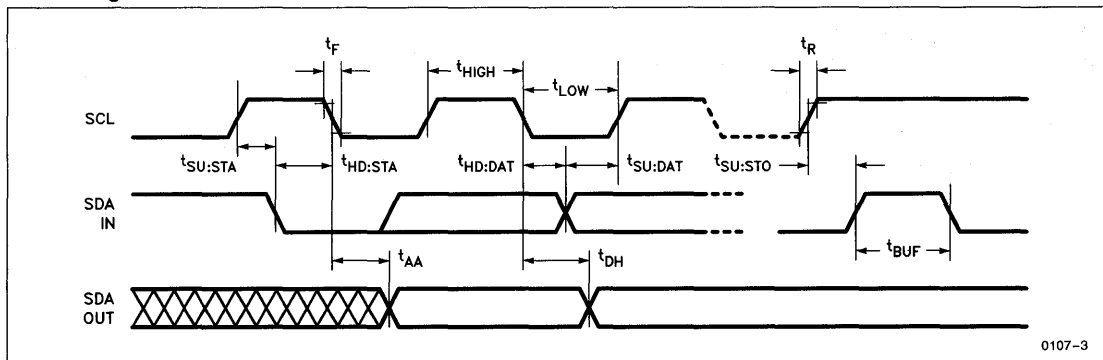 tF
tR
tHIGH
tLOW
SCL
tSU:STA
tHD:STA
tHD:DAT
tSU:DAT
tSU:STO
SDA
IN
tBUF
tAA
tDH
SDA
OUT
0107-3